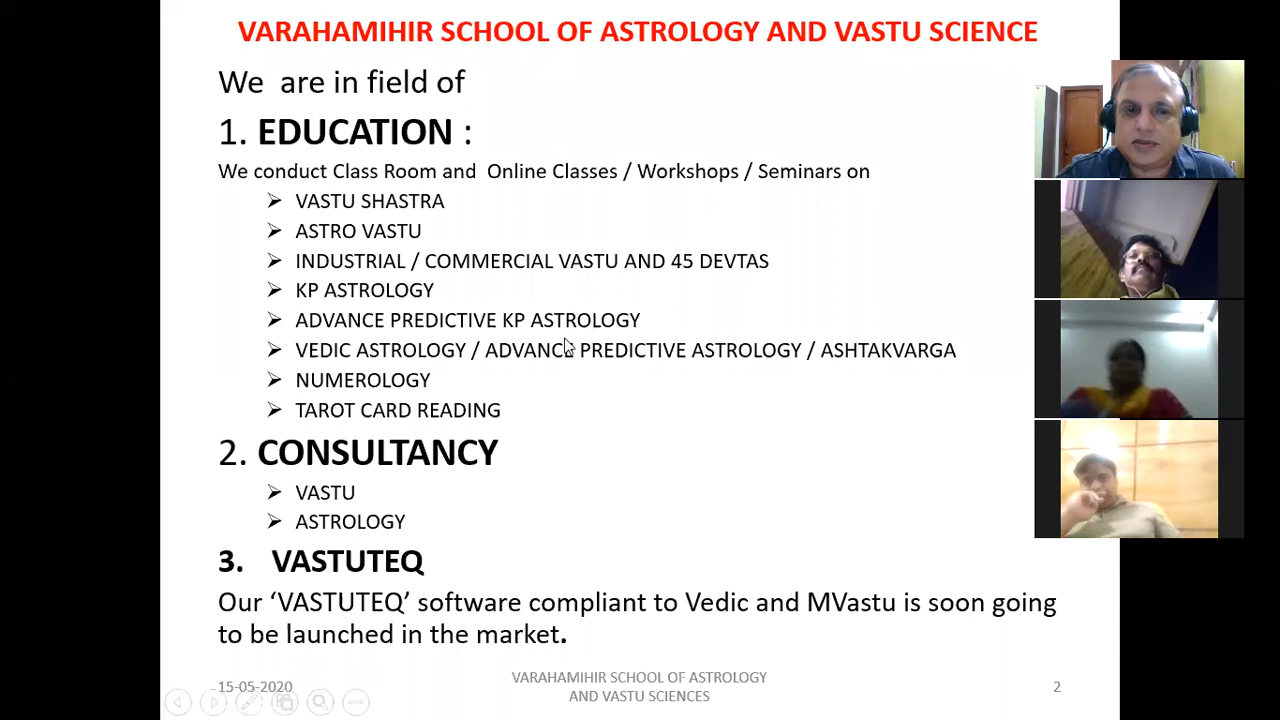 VARAHAMIHIR SCHOOL OF ASTROLOGY AND VASTU SCIENCE
We are in field of
1. EDUCATION :
We conduct Class Room and Online Classes / Workshops / Seminars on
➢ VASTU SHASTRA
➢ ASTRO VASTU
➢ INDUSTRIAL / COMMERCIAL VASTU AND 45 DEVTAS
➢ KP ASTROLOGY
➢ ADVANCE PREDICTIVE KP ASTROLOGY
➢ VEDIC ASTROLOGY / ADVANCE PREDICTIVE ASTROLOGY / ASHTAKVARGA
➢ NUMEROLOGY
➢ TAROT CARD READING
2. CONSULTANCY
➢ VASTU
➢ ASTROLOGY
3. VASTUTEQ
Our ‘VASTUTEQ’ software compliant to Vedic and MVastu is soon going
to be launched in the market.
15-05-2020
VARAHAMIHIR SCHOOL OF ASTROLOGY
AND VASTU SCIENCES
2